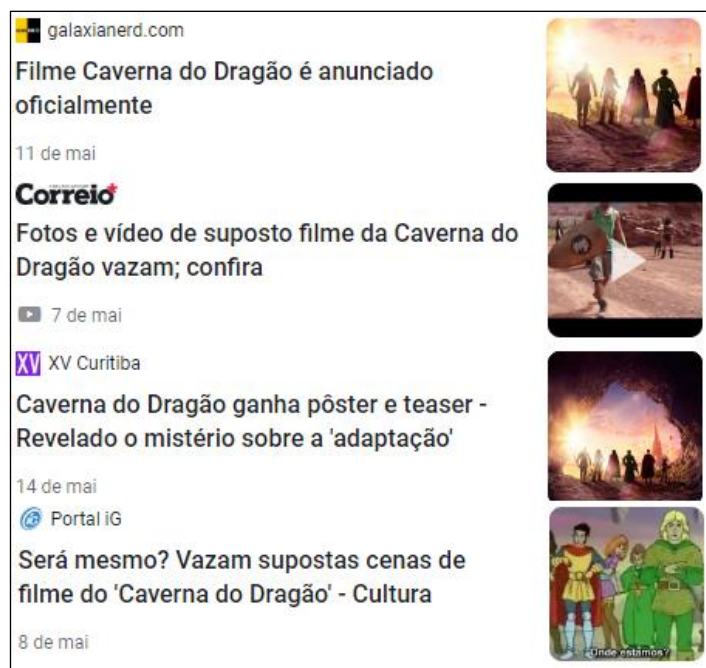 galaxianerd.com
Filme Caverna do Dragão é anunciado
oficialmente
11 de mai
Correio*
Fotos e vídeo de suposto filme da Caverna do
Dragão vazam; confira
7 de mai
XV XV Curitiba
Caverna do Dragão ganha pôster e teaser -
Revelado o mistério sobre a 'adaptação'
14 de mai
Portal iG
Será mesmo? Vazam supostas cenas de
filme do 'Caverna do Dragão' - Cultura
8 de mai
Onde estamos?